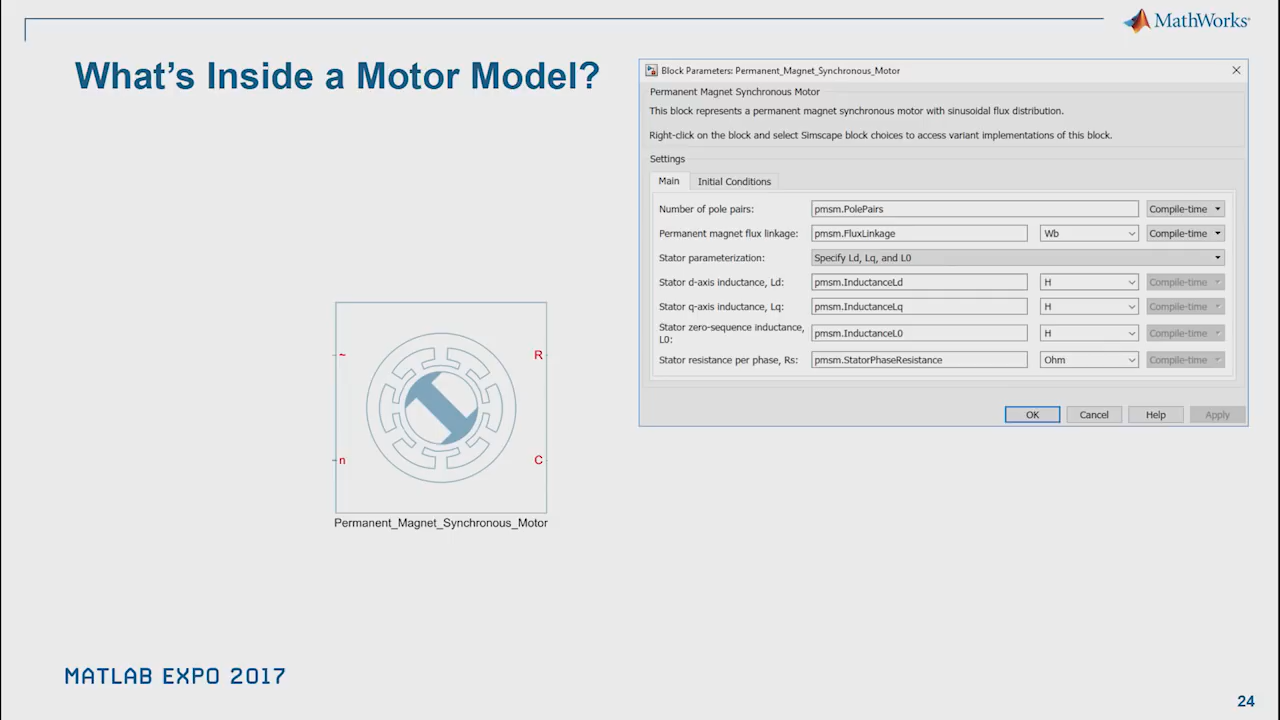 MathWorks®
What's Inside a Motor Model?
Block Parameters: Permanent_Magnet_Synchronous_Motor
Permanent Magnet Synchronous Motor
This block represents a permanent magnet synchronous motor with sinusoidal flux distribution.
Right-click on the block and select Simscape block choices to access variant implementations of this block.
Settings
Main Initial Conditions
Number of pole pairs: pmsm.PolePairs Compile-time
Permanent magnet flux linkage: pmsm.FluxLinkage Wb Compile-time
Stator parameterization: Specify Ld, Lq, and L0
Stator d-axis inductance, Ld: pmsm.InductanceLd H Compile-time
Stator q-axis inductance, Lq: pmsm.InductanceLq H Compile-time
Stator zero-sequence inductance,
L0: pmsm.InductanceL0 H Compile-time
Stator resistance per phase, Rs: pmsm.StatorPhaseResistance Ohm Compile-time
OK Cancel Help Apply
~ R
n C
Permanent_Magnet_Synchronous_Motor
MATLAB EXPO 2017
24